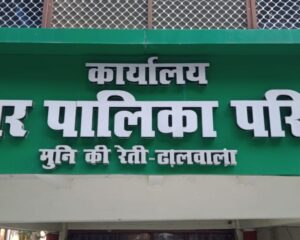 कार्यालय
र पालिका परि
मुनि की रेती-ढालवाला